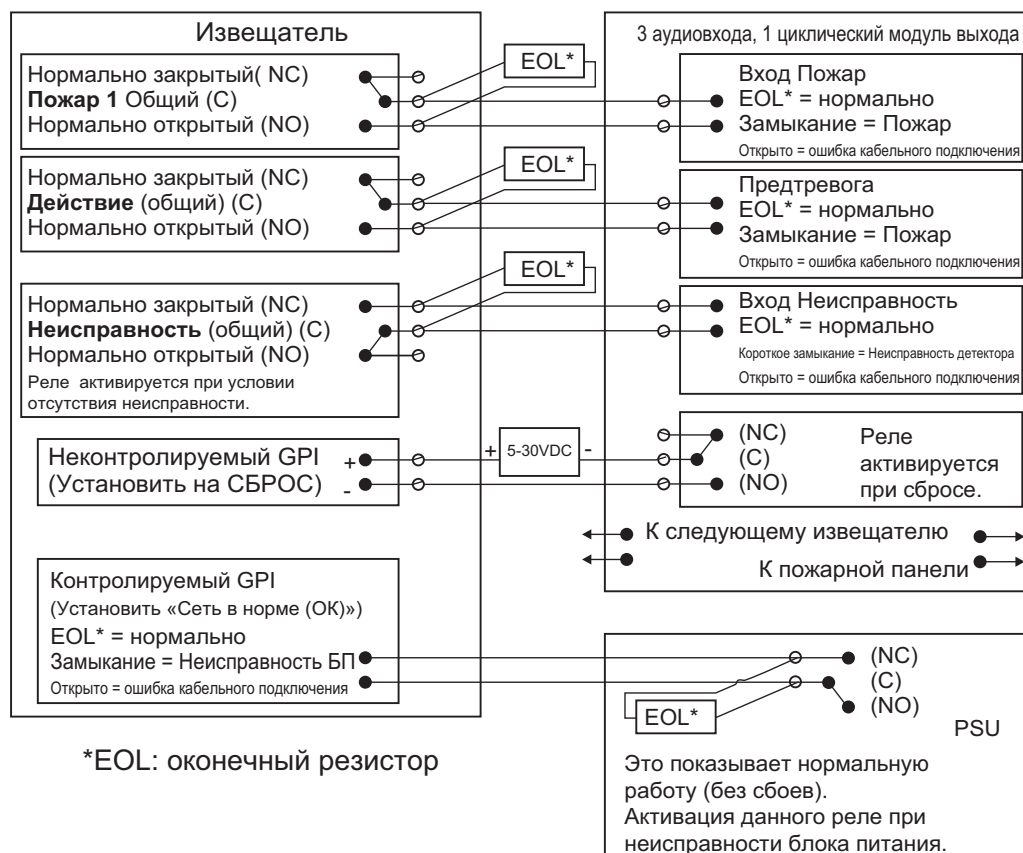 Извещатель
Нормально закрытый( NC)
Пожар 1 Общий (C)
Нормально открытый (NO)
EOL*
Нормально закрытый (NC)
Действие (общий) (C)
Нормально открытый (NO)
EOL*
Нормально закрытый (NC)
Неисправность (общий) (C)
Нормально открытый (NO)
Реле активируется при условии
отсутствия неисправности.
EOL*
Неконтролируемый GPI +
(Установить на СБРОС) -
+ 5-30VDC -
Контролируемый GPI
(Установить «Сеть в норме (ОК)»)
EOL* = нормально
Замыкание = Неисправность БП
Открыто = ошибка кабельного подключения
*EOL: оконечный резистор
3 аудиовхода, 1 циклический модуль выхода
Вход Пожар
EOL* = нормально
Замыкание = Пожар
Открыто = ошибка кабельного подключения
Предтревога
EOL* = нормально
Замыкание = Пожар
Открыто = ошибка кабельного подключения
Вход Неисправность
EOL* = нормально
Короткое замыкание = Неисправность детектора
Открыто = ошибка кабельного подключения
(NC)
(C)
(NO)
Реле
активируется
при сбросе.
К следующему извещателю
К пожарной панели
(NC)
(C)
(NO)
EOL*
PSU
Это показывает нормальную
работу (без сбоев).
Активация данного реле при
неисправности блока питания.